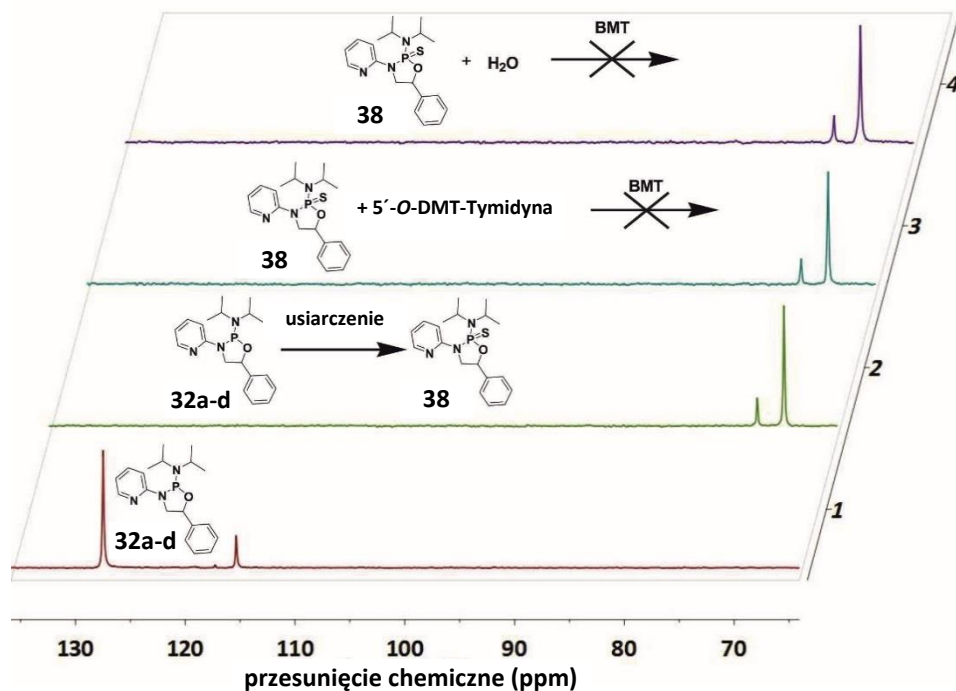 BMT
N
N
N
P
S
O
+ H₂O
38
4
BMT
N
N
N
P
S
O
+ 5´-O-DMT-Tymidyna
38
3
usiarczenie
N
N
N
P
O
N
N
N
P
S
O
32a-d
38
2
N
N
N
P
O
32a-d
1
130 120 110 100 90 80 70
przesunięcie chemiczne (ppm)